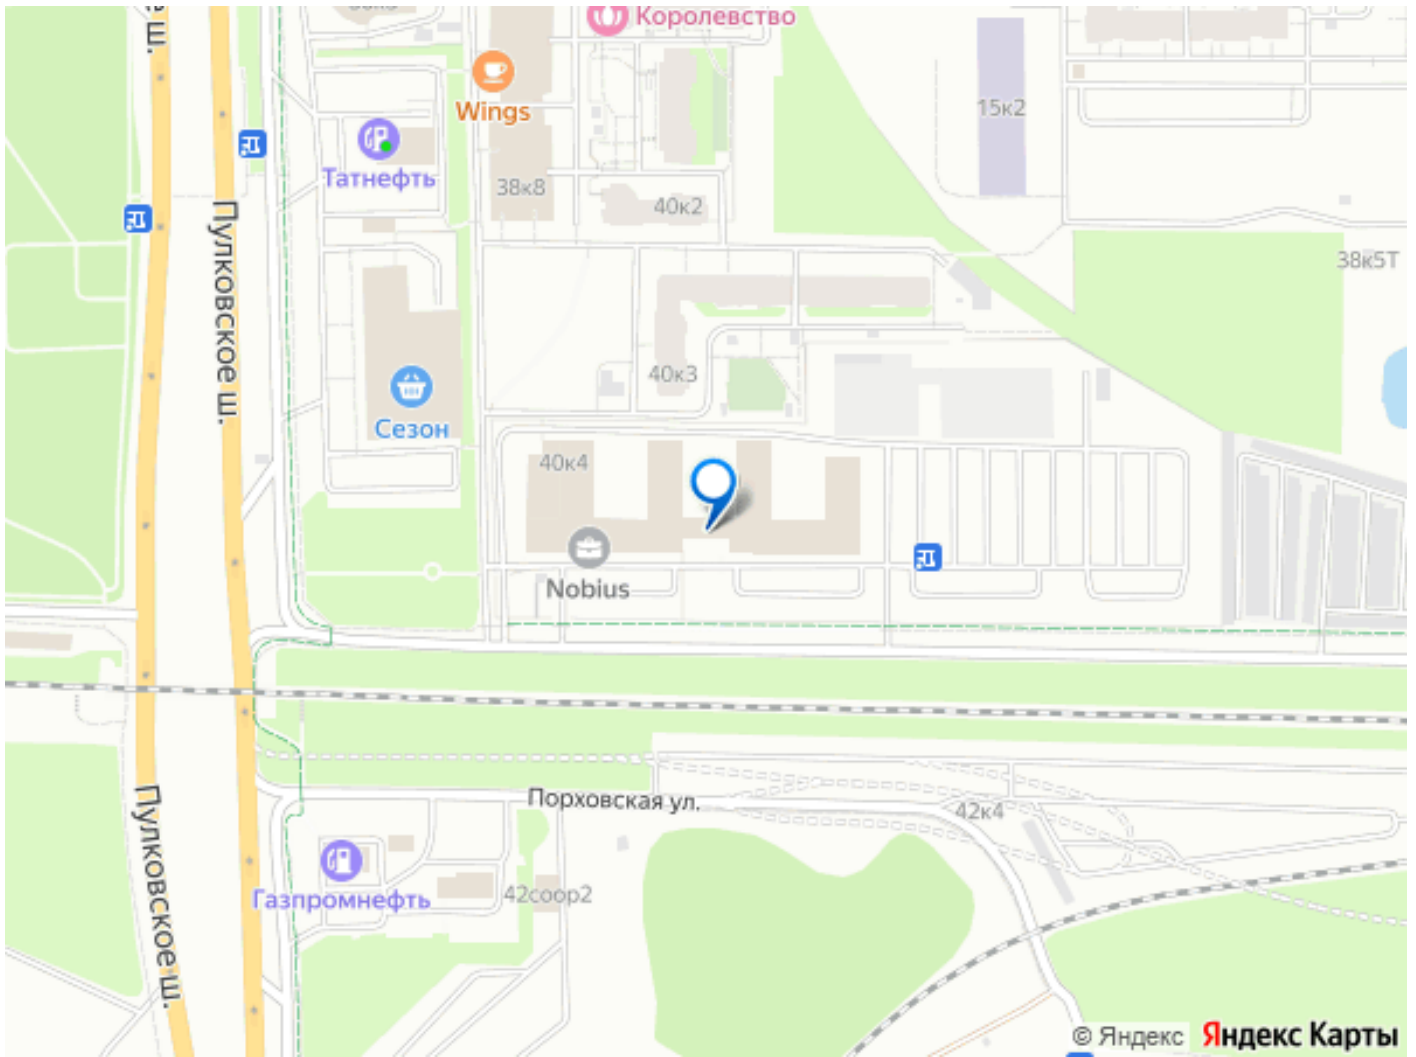 Королевство
ш.
Wings
15к2
Татнефть
38к8
40к2
Пулковское ш.
38к5Т
40к3
Сезон
40к4
Nobius
Порховская ул.
42к4
Пулковское ш.
Газпромнефть
42соор2
© Яндекс Яндекс Карты